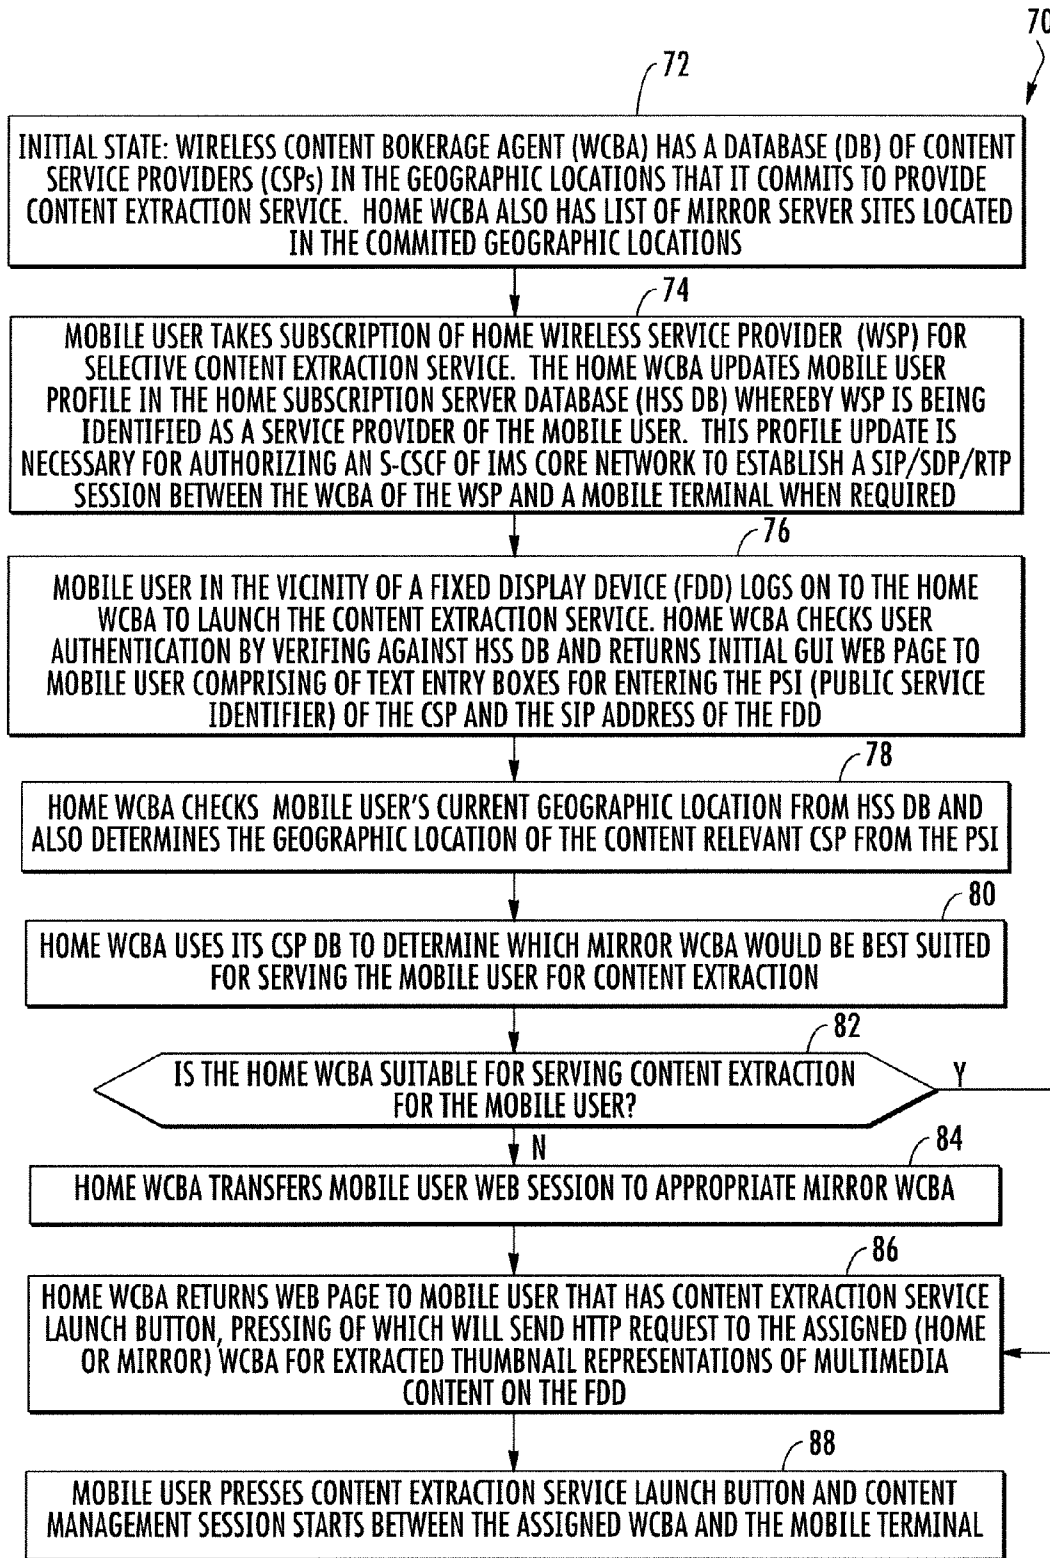 70
72
INITIAL STATE: WIRELESS CONTENT BOKERAGE AGENT (WCBA) HAS A DATABASE (DB) OF CONTENT
SERVICE PROVIDERS (CSPs) IN THE GEOGRAPHIC LOCATIONS THAT IT COMMITS TO PROVIDE
CONTENT EXTRACTION SERVICE. HOME WCBA ALSO HAS LIST OF MIRROR SERVER SITES LOCATED
IN THE COMMITED GEOGRAPHIC LOCATIONS
74
MOBILE USER TAKES SUBSCRIPTION OF HOME WIRELESS SERVICE PROVIDER (WSP) FOR
SELECTIVE CONTENT EXTRACTION SERVICE. THE HOME WCBA UPDATES MOBILE USER
PROFILE IN THE HOME SUBSCRIPTION SERVER DATABASE (HSS DB) WHEREBY WSP IS BEING
IDENTIFIED AS A SERVICE PROVIDER OF THE MOBILE USER. THIS PROFILE UPDATE IS
NECESSARY FOR AUTHORIZING AN S-CSCF OF IMS CORE NETWORK TO ESTABLISH A SIP/SDP/RTP
SESSION BETWEEN THE WCBA OF THE WSP AND A MOBILE TERMINAL WHEN REQUIRED
76
MOBILE USER IN THE VICINITY OF A FIXED DISPLAY DEVICE (FDD) LOGS ON TO THE HOME
WCBA TO LAUNCH THE CONTENT EXTRACTION SERVICE. HOME WCBA CHECKS USER
AUTHENTICATION BY VERIFING AGAINST HSS DB AND RETURNS INITIAL GUI WEB PAGE TO
MOBILE USER COMPRISING OF TEXT ENTRY BOXES FOR ENTERING THE PSI (PUBLIC SERVICE
IDENTIFIER) OF THE CSP AND THE SIP ADDRESS OF THE FDD
78
HOME WCBA CHECKS MOBILE USER'S CURRENT GEOGRAPHIC LOCATION FROM HSS DB AND
ALSO DETERMINES THE GEOGRAPHIC LOCATION OF THE CONTENT RELEVANT CSP FROM THE PSI
80
HOME WCBA USES ITS CSP DB TO DETERMINE WHICH MIRROR WCBA WOULD BE BEST SUITED
FOR SERVING THE MOBILE USER FOR CONTENT EXTRACTION
82
IS THE HOME WCBA SUITABLE FOR SERVING CONTENT EXTRACTION
FOR THE MOBILE USER?
Y
N
84
HOME WCBA TRANSFERS MOBILE USER WEB SESSION TO APPROPRIATE MIRROR WCBA
86
HOME WCBA RETURNS WEB PAGE TO MOBILE USER THAT HAS CONTENT EXTRACTION SERVICE
LAUNCH BUTTON, PRESSING OF WHICH WILL SEND HTTP REQUEST TO THE ASSIGNED (HOME
OR MIRROR) WCBA FOR EXTRACTED THUMBNAIL REPRESENTATIONS OF MULTIMEDIA
CONTENT ON THE FDD
88
MOBILE USER PRESSES CONTENT EXTRACTION SERVICE LAUNCH BUTTON AND CONTENT
MANAGEMENT SESSION STARTS BETWEEN THE ASSIGNED WCBA AND THE MOBILE TERMINAL